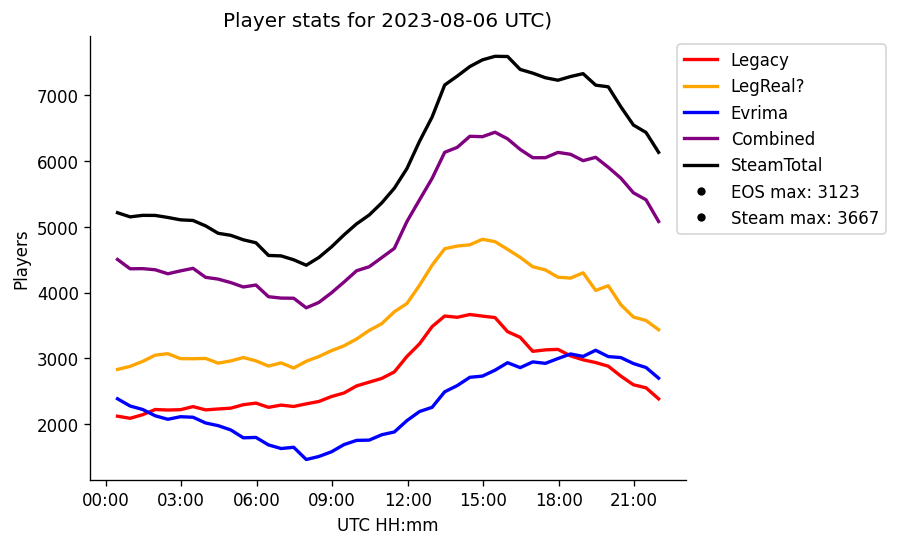 Player stats for 2023-08-06 UTC)
Legacy
LegReal?
Evrima
Combined
SteamTotal
EOS max: 3123
Steam max: 3667
Players
7000
6000
5000
4000
3000
2000
00:00 03:00 06:00 09:00 12:00 15:00 18:00 21:00
UTC HH:mm